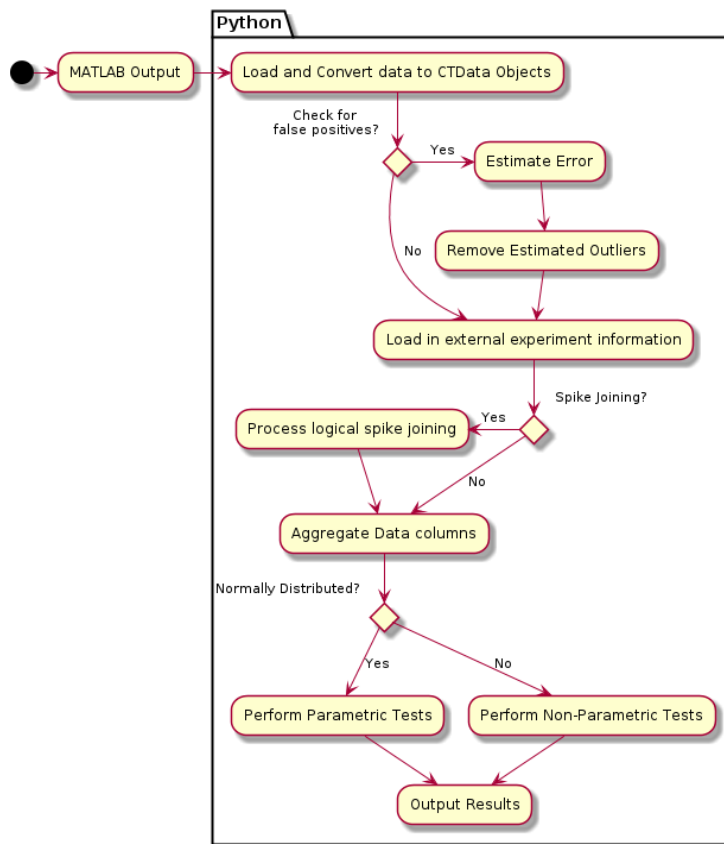 Python
MATLAB Output
Load and Convert data to CTData Objects
Check for
false positives?
Yes
Estimate Error
No
Remove Estimated Outliers
Load in external experiment information
Spike Joining?
Yes
Process logical spike joining
No
Aggregate Data columns
Normally Distributed?
Yes
No
Perform Parametric Tests
Perform Non-Parametric Tests
Output Results